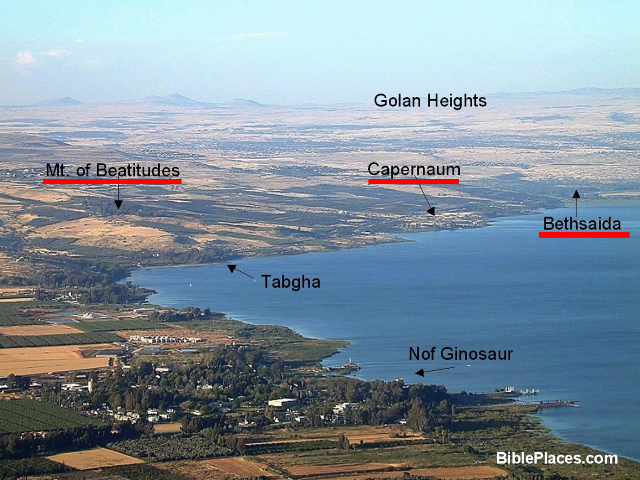 Golan Heights
Mt. of Beatitudes
Capernaum
Bethsaida
Tabgha
Nof Ginosaur
BiblePlaces.com